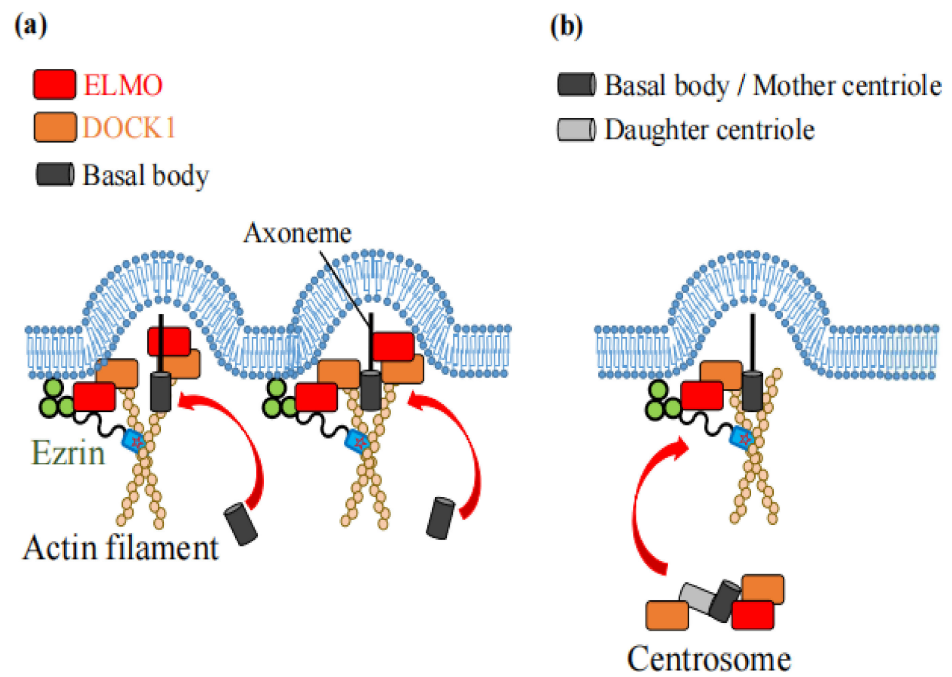 (a)
ELMO
DOCK1
Basal body
Axoneme
Ezrin
Actin filament
(b)
Basal body / Mother centriole
Daughter centriole
Centrosome